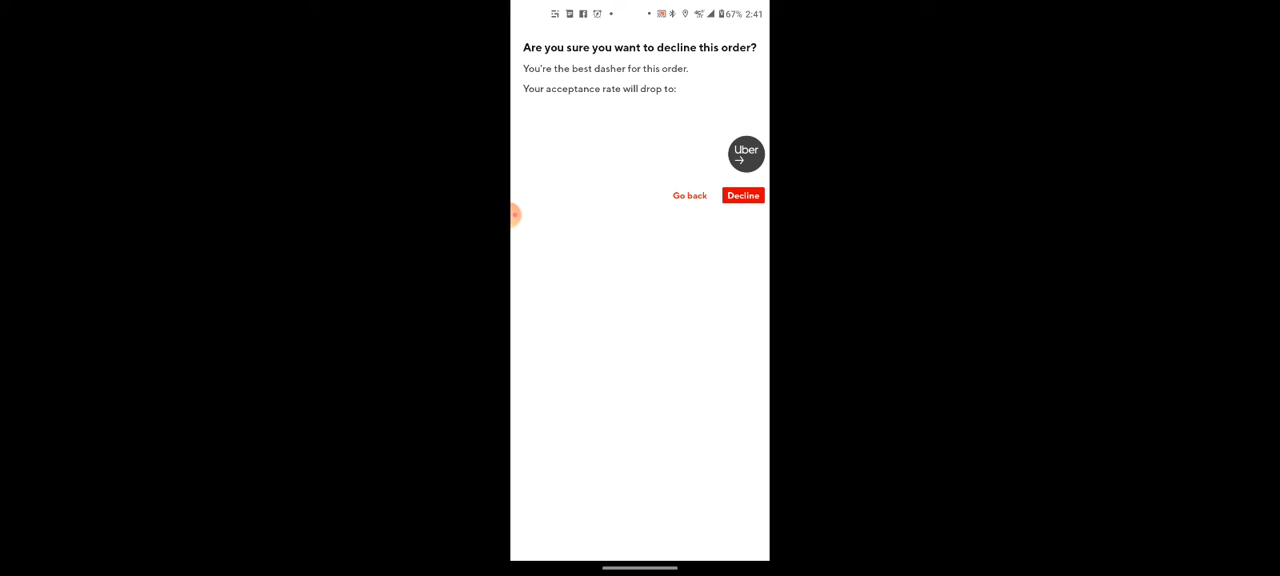 67% 2:41
Are you sure you want to decline this order?
You're the best dasher for this order.
Your acceptance rate will drop to:
Uber
Go back Decline